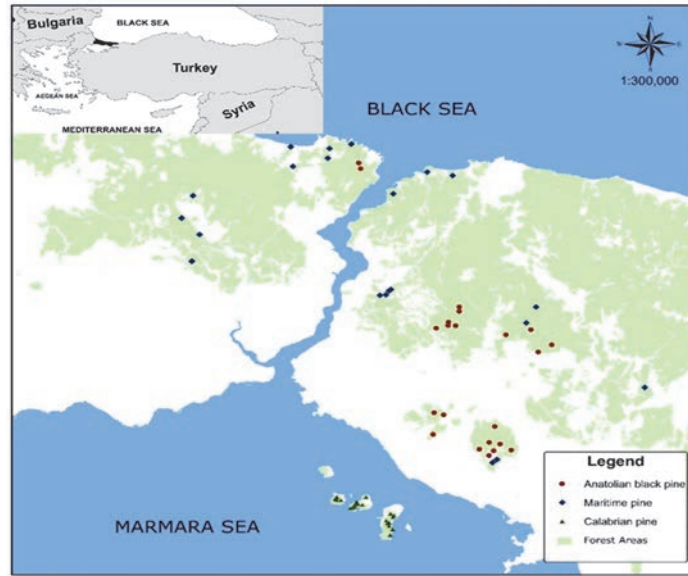 Bulgaria
BLACK SEA
Turkey
AEGEAN SEA
Syria
MEDITERRANEAN SEA
N
1:300,000
BLACK SEA
MARMARA SEA
Legend
Anatolian black pine
Maritime pine
Calabrian pine
Forest Areas